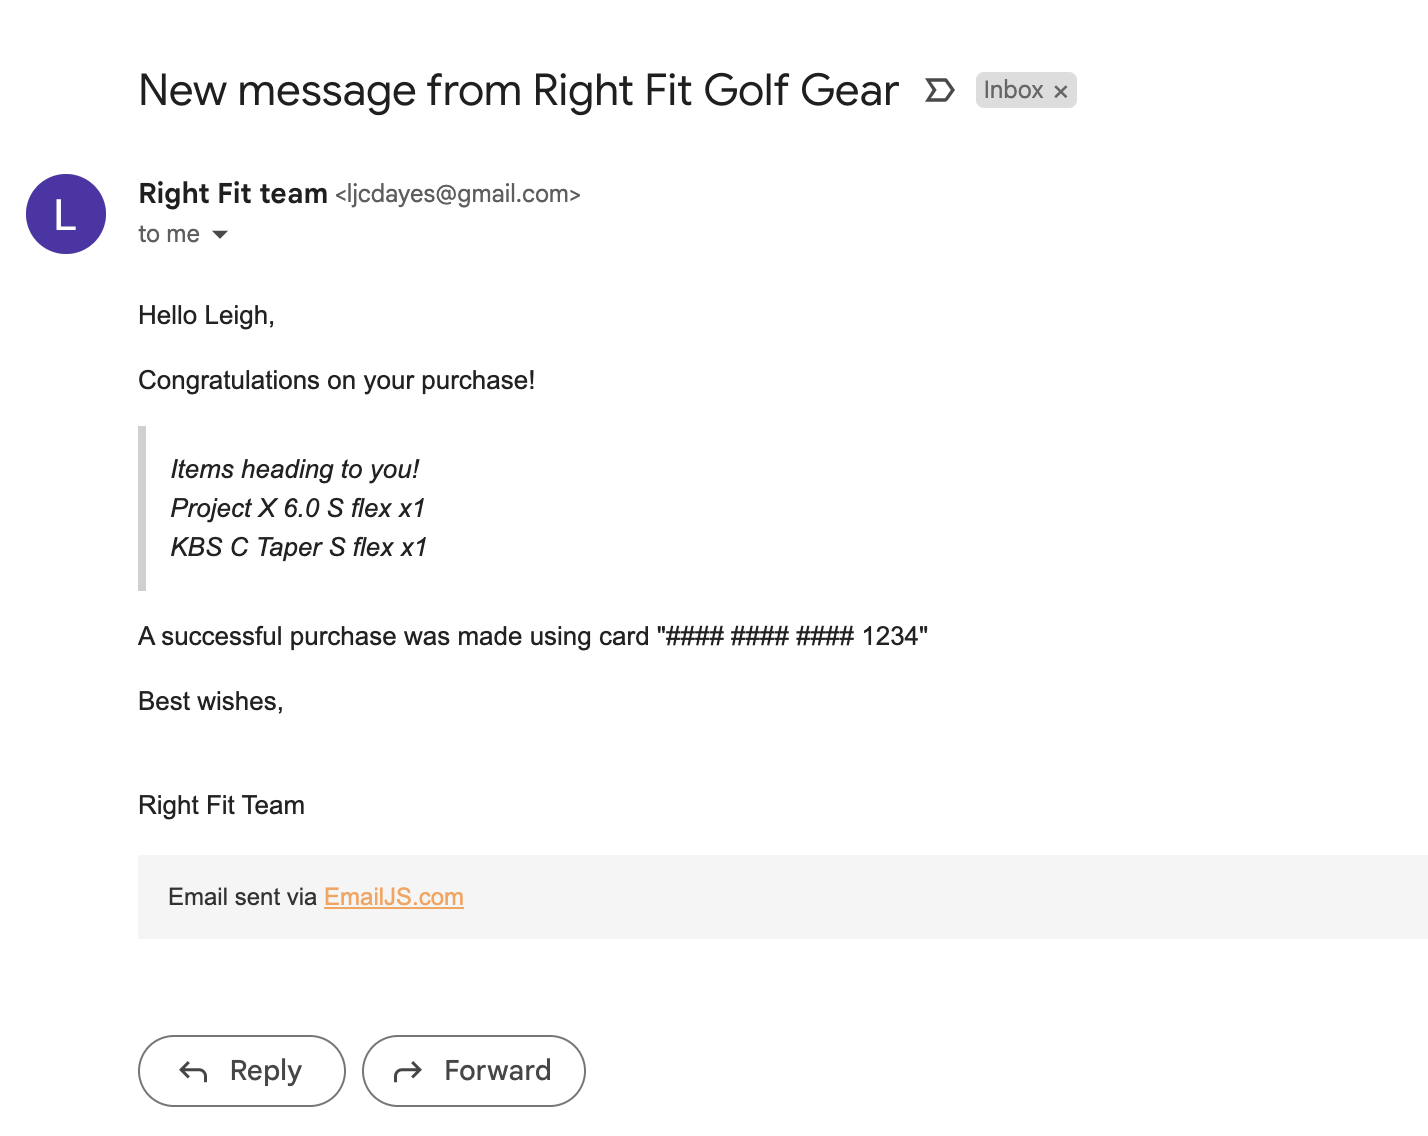 New message from Right Fit Golf Gear Inbox ×
L
Right Fit team <ljcdayes@gmail.com>
to me
Hello Leigh,
Congratulations on your purchase!
Items heading to you!
Project X 6.0 S flex x1
KBS C Taper S flex x1
A successful purchase was made using card "#### #### #### 1234"
Best wishes,
Right Fit Team
Email sent via EmailJS.com
Reply Forward